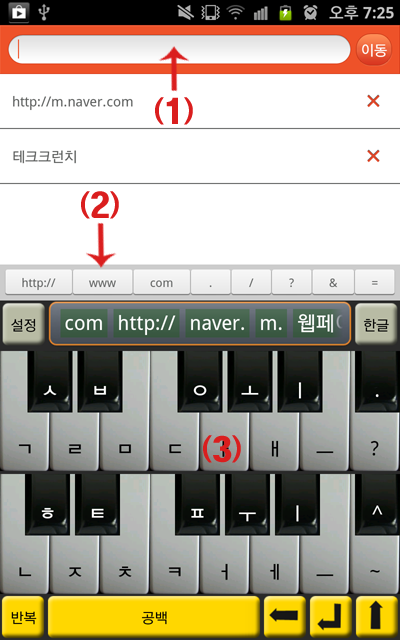 오후 7:25
이동
(1)
http://m.naver.com
테크크런치
(2)
http:// www com . / ? & =
설정 com http:// naver. m. 웹페 한글
ㅅ ㅂ ㅇ ㅗ ㅣ .
ㄱ ㄹ ㅁ ㄷ (3) ㅐ ㅡ ?
ㅎ ㅌ ㅍ ㅜ ㅣ ^
ㄴ ㅈ ㅊ ㅋ ㅓ ㅔ ㅡ ~
반복 공백